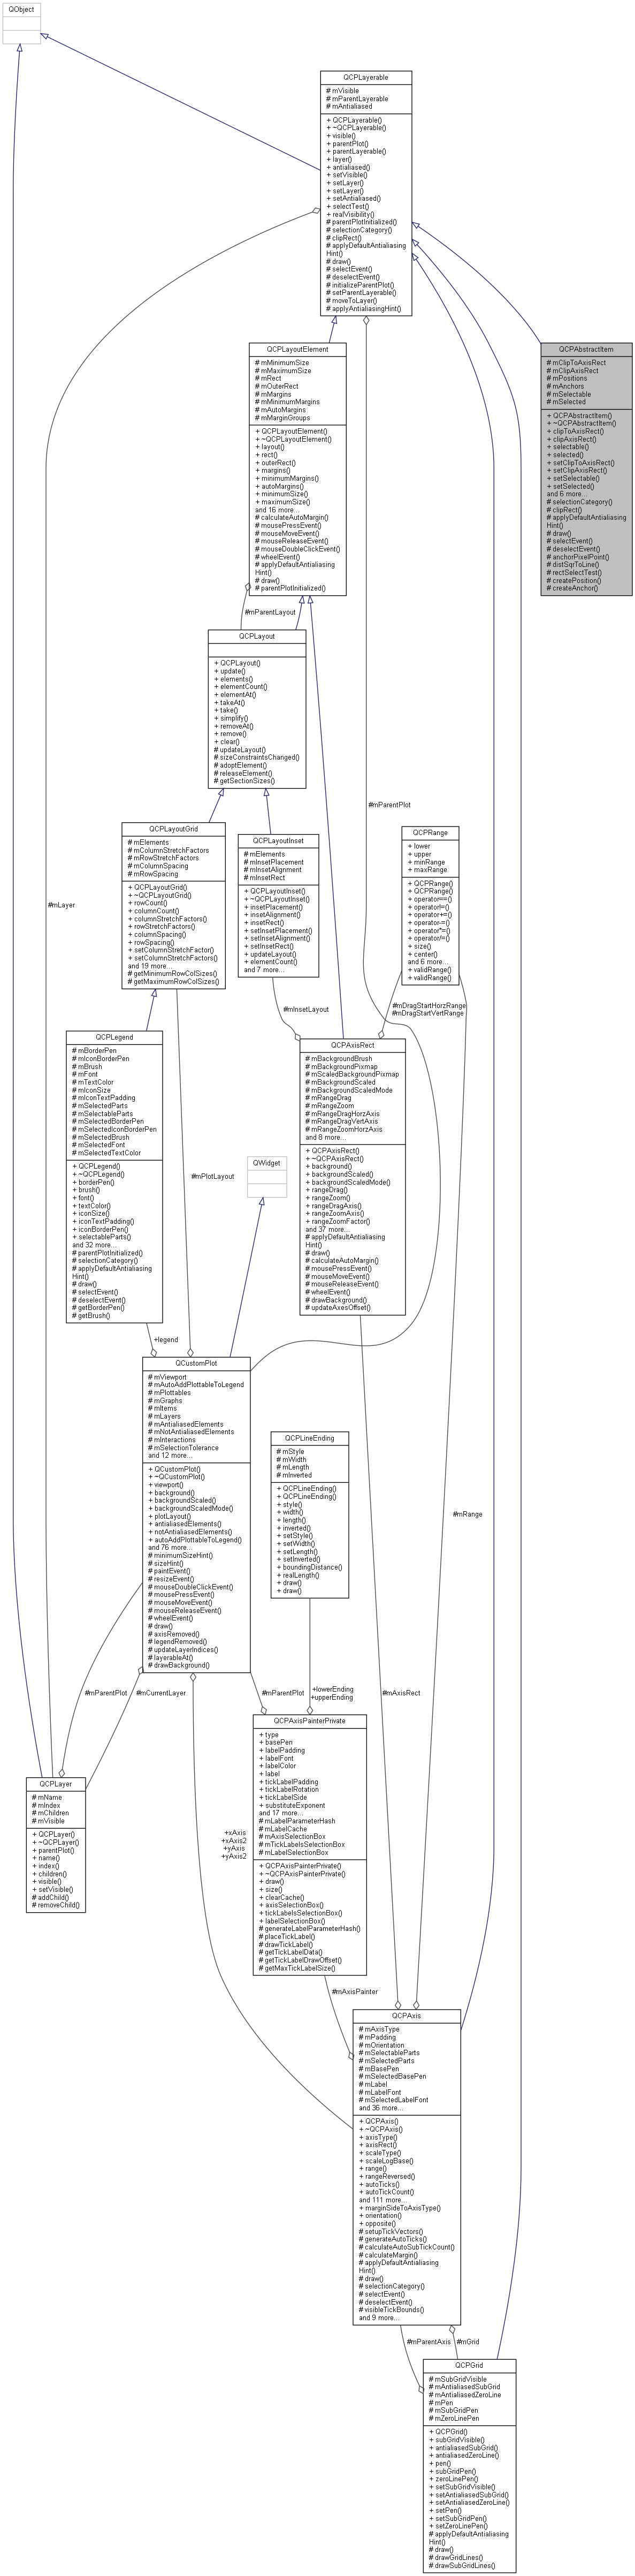 QObject
QCPLayerable
# mVisible
# mParentLayerable
# mAntialiased
+ QCPLayerable()
+ ~QCPLayerable()
+ visible()
+ parentPlot()
+ parentLayerable()
+ layer()
+ antialiased()
+ setVisible()
+ setLayer()
+ setLayer()
+ setAntialiased()
+ selectTest()
+ realVisibility()
# parentPlotInitialized()
# selectionCategory()
# clipRect()
# applyDefaultAntialiasing
Hint()
# draw()
# selectEvent()
# deselectEvent()
# initializeParentPlot()
# setParentLayerable()
# moveToLayer()
# applyAntialiasingHint()
QCPLayoutElement
# mMinimumSize
# mMaximumSize
# mRect
# mOuterRect
# mMargins
# mMinimumMargins
# mAutoMargins
# mMarginGroups
+ QCPLayoutElement()
+ ~QCPLayoutElement()
+ layout()
+ rect()
+ outerRect()
+ margins()
+ minimumMargins()
+ autoMargins()
+ minimumSize()
+ maximumSize()
and 16 more...
# calculateAutoMargin()
# mousePressEvent()
# mouseMoveEvent()
# mouseReleaseEvent()
# mouseDoubleClickEvent()
# wheelEvent()
# applyDefaultAntialiasing
Hint()
# draw()
# parentPlotInitialized()
QCPAbstractItem
# mClipToAxisRect
# mClipAxisRect
# mPositions
# mAnchors
# mSelectable
# mSelected
+ QCPAbstractItem()
+ ~QCPAbstractItem()
+ clipToAxisRect()
+ clipAxisRect()
+ selectable()
+ selected()
+ setClipToAxisRect()
+ setClipAxisRect()
+ setSelectable()
+ setSelected()
and 6 more...
# selectionCategory()
# clipRect()
# applyDefaultAntialiasing
Hint()
# draw()
# selectEvent()
# deselectEvent()
# anchorPixelPoint()
# distSqrToLine()
# rectSelectTest()
# createPosition()
# createAnchor()
#mParentLayout
QCPLayout
+ QCPLayout()
+ update()
+ elements()
+ elementCount()
+ elementAt()
+ takeAt()
+ take()
+ simplify()
+ removeAt()
+ remove()
+ clear()
# updateLayout()
# sizeConstraintsChanged()
# adoptElement()
# releaseElement()
# getSectionSizes()
#mParentPlot
QCPLayoutGrid
# mElements
# mColumnStretchFactors
# mRowStretchFactors
# mColumnSpacing
# mRowSpacing
+ QCPLayoutGrid()
+ ~QCPLayoutGrid()
+ rowCount()
+ columnCount()
+ columnStretchFactors()
+ rowStretchFactors()
+ columnSpacing()
+ rowSpacing()
+ setColumnStretchFactor()
+ setColumnStretchFactors()
and 19 more...
# getMinimumRowColSizes()
# getMaximumRowColSizes()
QCPLayoutInset
# mElements
# mInsetPlacement
# mInsetAlignment
# mInsetRect
+ QCPLayoutInset()
+ ~QCPLayoutInset()
+ insetPlacement()
+ insetAlignment()
+ insetRect()
+ setInsetPlacement()
+ setInsetAlignment()
+ setInsetRect()
+ updateLayout()
+ elementCount()
and 7 more...
QCPRange
+ lower
+ upper
+ minRange
+ maxRange
+ QCPRange()
+ QCPRange()
+ operator==()
+ operator!=()
+ operator+=()
+ operator-=()
+ operator*=()
+ operator/=()
+ size()
+ center()
and 6 more...
+ validRange()
+ validRange()
#mLayer
#mInsetLayout
#mDragStartHorzRange
#mDragStartVertRange
QCPLegend
# mBorderPen
# mIconBorderPen
# mBrush
# mFont
# mTextColor
# mIconSize
# mIconTextPadding
# mSelectedParts
# mSelectableParts
# mSelectedBorderPen
# mSelectedIconBorderPen
# mSelectedBrush
# mSelectedFont
# mSelectedTextColor
+ QCPLegend()
+ ~QCPLegend()
+ borderPen()
+ brush()
+ font()
+ textColor()
+ iconSize()
+ iconTextPadding()
+ iconBorderPen()
+ selectableParts()
and 32 more...
# parentPlotInitialized()
# selectionCategory()
# applyDefaultAntialiasing
Hint()
# draw()
# selectEvent()
# deselectEvent()
# getBorderPen()
# getBrush()
#mPlotLayout
QWidget
QCPAxisRect
# mBackgroundBrush
# mBackgroundPixmap
# mScaledBackgroundPixmap
# mBackgroundScaled
# mBackgroundScaledMode
# mRangeDrag
# mRangeZoom
# mRangeDragHorzAxis
# mRangeDragVertAxis
# mRangeZoomHorzAxis
and 8 more...
+ QCPAxisRect()
+ ~QCPAxisRect()
+ background()
+ backgroundScaled()
+ backgroundScaledMode()
+ rangeDrag()
+ rangeZoom()
+ rangeDragAxis()
+ rangeZoomAxis()
+ rangeZoomFactor()
and 37 more...
# applyDefaultAntialiasing
Hint()
# draw()
# calculateAutoMargin()
# mousePressEvent()
# mouseMoveEvent()
# mouseReleaseEvent()
# wheelEvent()
# drawBackground()
# updateAxesOffset()
+legend
QCustomPlot
# mViewport
# mAutoAddPlottableToLegend
# mPlottables
# mGraphs
# mItems
# mLayers
# mAntialiasedElements
# mNotAntialiasedElements
# mInteractions
# mSelectionTolerance
and 12 more...
+ QCustomPlot()
+ ~QCustomPlot()
+ viewport()
+ background()
+ backgroundScaled()
+ backgroundScaledMode()
+ plotLayout()
+ antialiasedElements()
+ notAntialiasedElements()
+ autoAddPlottableToLegend()
and 76 more...
# minimumSizeHint()
# sizeHint()
# paintEvent()
# resizeEvent()
# mouseDoubleClickEvent()
# mousePressEvent()
# mouseMoveEvent()
# mouseReleaseEvent()
# wheelEvent()
# draw()
# axisRemoved()
# legendRemoved()
# updateLayerIndices()
# layerableAt()
# drawBackground()
QCPLineEnding
# mStyle
# mWidth
# mLength
# mInverted
+ QCPLineEnding()
+ QCPLineEnding()
+ style()
+ width()
+ length()
+ inverted()
+ setStyle()
+ setWidth()
+ setLength()
+ setInverted()
+ boundingDistance()
+ realLength()
+ draw()
+ draw()
#mRange
#mParentPlot
#mCurrentLayer
#mParentPlot
+lowerEnding
+upperEnding
#mAxisRect
QCPLayer
# mName
# mIndex
# mChildren
# mVisible
+ QCPLayer()
+ ~QCPLayer()
+ parentPlot()
+ name()
+ index()
+ children()
+ visible()
+ setVisible()
# addChild()
# removeChild()
+xAxis
+xAxis2
+yAxis
+yAxis2
QCPAxisPainterPrivate
+ type
+ basePen
+ labelPadding
+ labelFont
+ labelColor
+ label
+ tickLabelPadding
+ tickLabelRotation
+ tickLabelSide
+ substituteExponent
and 17 more...
# mLabelParameterHash
# mLabelCache
# mAxisSelectionBox
# mTickLabelsSelectionBox
# mLabelSelectionBox
+ QCPAxisPainterPrivate()
+ ~QCPAxisPainterPrivate()
+ draw()
+ size()
+ clearCache()
+ axisSelectionBox()
+ tickLabelsSelectionBox()
+ labelSelectionBox()
# generateLabelParameterHash()
# placeTickLabel()
# drawTickLabel()
# getTickLabelData()
# getTickLabelDrawOffset()
# getMaxTickLabelSize()
#mAxisPainter
QCPAxis
# mAxisType
# mPadding
# mOrientation
# mSelectableParts
# mSelectedParts
# mBasePen
# mSelectedBasePen
# mLabel
# mLabelFont
# mSelectedLabelFont
and 36 more...
+ QCPAxis()
+ ~QCPAxis()
+ axisType()
+ axisRect()
+ scaleType()
+ scaleLogBase()
+ range()
+ rangeReversed()
+ autoTicks()
+ autoTickCount()
and 111 more...
+ marginSideToAxisType()
+ orientation()
+ opposite()
# setupTickVectors()
# generateAutoTicks()
# calculateAutoSubTickCount()
# calculateMargin()
# applyDefaultAntialiasing
Hint()
# draw()
# selectionCategory()
# selectEvent()
# deselectEvent()
# visibleTickBounds()
and 9 more...
#mParentAxis
#mGrid
QCPGrid
# mSubGridVisible
# mAntialiasedSubGrid
# mAntialiasedZeroLine
# mPen
# mSubGridPen
# mZeroLinePen
+ QCPGrid()
+ subGridVisible()
+ antialiasedSubGrid()
+ antialiasedZeroLine()
+ pen()
+ subGridPen()
+ zeroLinePen()
+ setSubGridVisible()
+ setAntialiasedSubGrid()
+ setAntialiasedZeroLine()
+ setPen()
+ setSubGridPen()
+ setZeroLinePen()
# applyDefaultAntialiasing
Hint()
# draw()
# drawGridLines()
# drawSubGridLines()